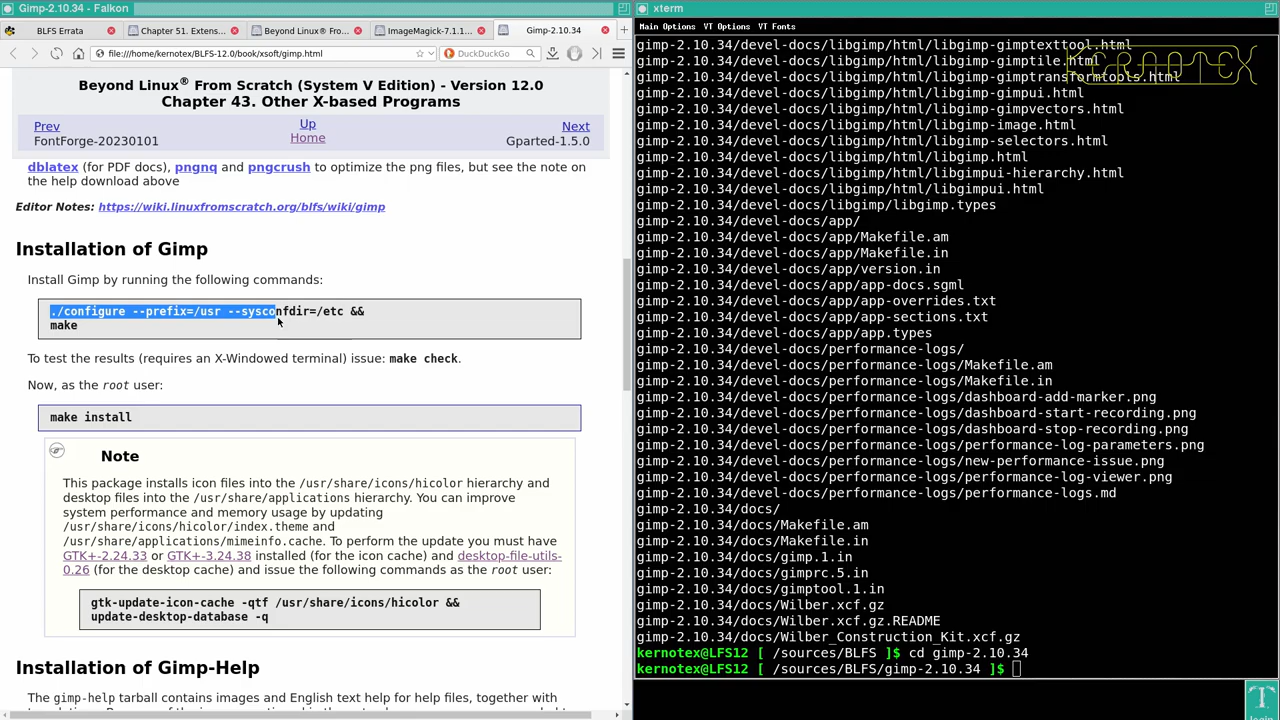 Gimp-2.10.34 - Falkon
BLFS Errata
Chapter 51. Extens...
Beyond Linux® Fro...
ImageMagick-7.1.1...
Gimp-2.10.34
file:///home/kernotex/BLFS-12.0/book/xsoft/gimp.html
DuckDuckGo
Beyond Linux® From Scratch (System V Edition) - Version 12.0
Chapter 43. Other X-based Programs
Prev
Up
Next
FontForge-20230101
Home
Gparted-1.5.0
dblatex (for PDF docs), pngnq and pngcrush to optimize the png files, but see the note on
the help download above
Editor Notes: https://wiki.linuxfromscratch.org/blfs/wiki/gimp
Installation of Gimp
Install Gimp by running the following commands:
./configure --prefix=/usr --sysconfdir=/etc &&
make
To test the results (requires an X-Windowed terminal) issue: make check.
Now, as the root user:
make install
Note
This package installs icon files into the /usr/share/icons/hicolor hierarchy and
desktop files into the /usr/share/applications hierarchy. You can improve
system performance and memory usage by updating
/usr/share/icons/hicolor/index.theme and
/usr/share/applications/mimeinfo.cache. To perform the update you must have
GTK+-2.24.33 or GTK+-3.24.38 installed (for the icon cache) and desktop-file-utils-
0.26 (for the desktop cache) and issue the following commands as the root user:
gtk-update-icon-cache -qtf /usr/share/icons/hicolor &&
update-desktop-database -q
Installation of Gimp-Help
The gimp-help tarball contains images and English text help for help files, together with
xterm
Main Options VT Options VT Fonts
KERNOTEX
gimp-2.10.34/devel-docs/libgimp/html/libgimp-gimptexttool.html
gimp-2.10.34/devel-docs/libgimp/html/libgimp-gimptile.html
gimp-2.10.34/devel-docs/libgimp/html/libgimp-gimptransformtools.html
gimp-2.10.34/devel-docs/libgimp/html/libgimp-gimpui.html
gimp-2.10.34/devel-docs/libgimp/html/libgimp-gimpvectors.html
gimp-2.10.34/devel-docs/libgimp/html/libgimp-image.html
gimp-2.10.34/devel-docs/libgimp/html/libgimp-selectors.html
gimp-2.10.34/devel-docs/libgimp/html/libgimp.html
gimp-2.10.34/devel-docs/libgimp/html/libgimpui-hierarchy.html
gimp-2.10.34/devel-docs/libgimp/html/libgimpui.html
gimp-2.10.34/devel-docs/libgimp/libgimp.types
gimp-2.10.34/devel-docs/app/
gimp-2.10.34/devel-docs/app/Makefile.am
gimp-2.10.34/devel-docs/app/Makefile.in
gimp-2.10.34/devel-docs/app/version.in
gimp-2.10.34/devel-docs/app/app-docs.sgml
gimp-2.10.34/devel-docs/app/app-overrides.txt
gimp-2.10.34/devel-docs/app/app-sections.txt
gimp-2.10.34/devel-docs/app/app.types
gimp-2.10.34/devel-docs/performance-logs/
gimp-2.10.34/devel-docs/performance-logs/Makefile.am
gimp-2.10.34/devel-docs/performance-logs/Makefile.in
gimp-2.10.34/devel-docs/performance-logs/dashboard-add-marker.png
gimp-2.10.34/devel-docs/performance-logs/dashboard-start-recording.png
gimp-2.10.34/devel-docs/performance-logs/dashboard-stop-recording.png
gimp-2.10.34/devel-docs/performance-logs/performance-log-parameters.png
gimp-2.10.34/devel-docs/performance-logs/new-performance-issue.png
gimp-2.10.34/devel-docs/performance-logs/performance-log-viewer.png
gimp-2.10.34/devel-docs/performance-logs/performance-logs.md
gimp-2.10.34/docs/
gimp-2.10.34/docs/Makefile.am
gimp-2.10.34/docs/Makefile.in
gimp-2.10.34/docs/gimp.1.in
gimp-2.10.34/docs/gimprc.5.in
gimp-2.10.34/docs/gimptool.1.in
gimp-2.10.34/docs/Wilber.xcf.gz
gimp-2.10.34/docs/Wilber.xcf.gz.README
gimp-2.10.34/docs/Wilber_Construction_Kit.xcf.gz
kernotex@LFS12 [ /sources/BLFS ]$ cd gimp-2.10.34
kernotex@LFS12 [ /sources/BLFS/gimp-2.10.34 ]$
login